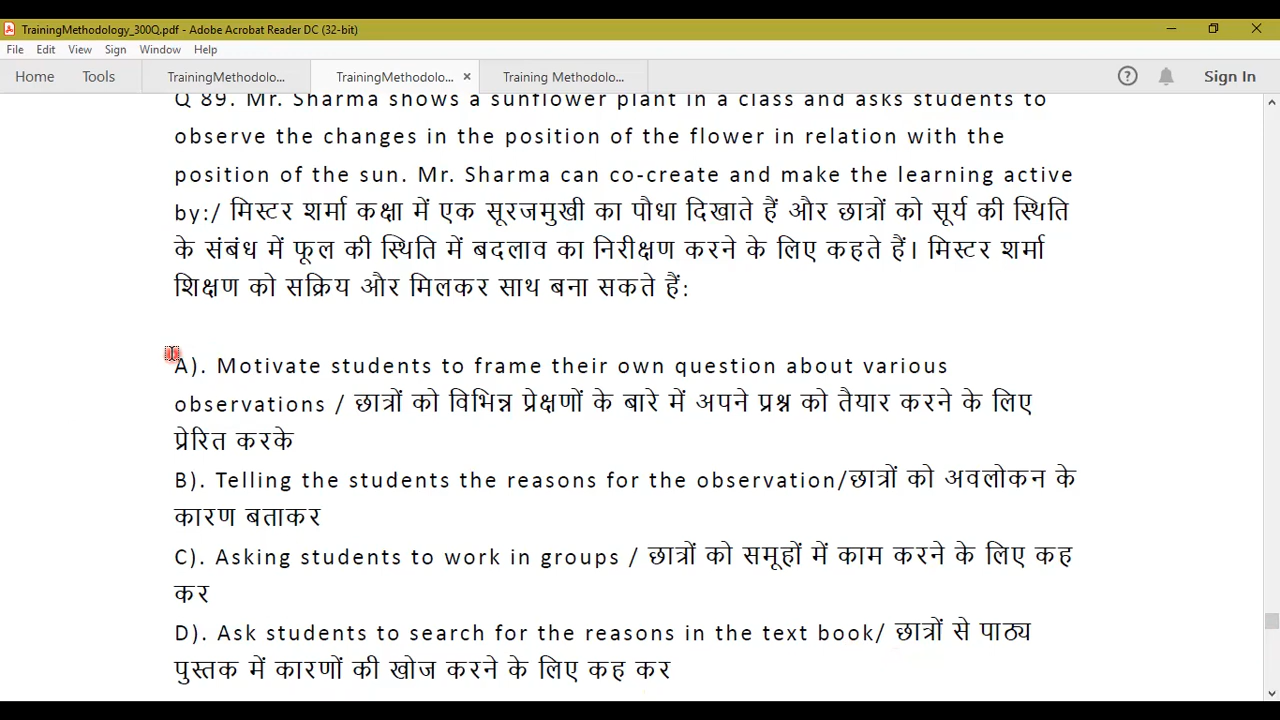 TrainingMethodology_300Q.pdf - Adobe Acrobat Reader DC (32-bit)
File Edit View Sign Window Help
Home Tools TrainingMethodolo... TrainingMethodolo... × Training Methodolo... ? Sign In
Q 89. Mr. Sharma shows a sunflower plant in a class and asks students to
observe the changes in the position of the flower in relation with the
position of the sun. Mr. Sharma can co-create and make the learning active
by:/ मिस्टर शर्मा कक्षा में एक सूरजमुखी का पौधा दिखाते हैं और छात्रों को सूर्य की स्थिति
के संबंध में फूल की स्थिति में बदलाव का निरीक्षण करने के लिए कहते हैं। मिस्टर शर्मा
शिक्षण को सक्रिय और मिलकर साथ बना सकते हैं:
A). Motivate students to frame their own question about various
observations / छात्रों को विभिन्न प्रेक्षणों के बारे में अपने प्रश्न को तैयार करने के लिए
प्रेरित करके
B). Telling the students the reasons for the observation/छात्रों को अवलोकन के
कारण बताकर
C). Asking students to work in groups / छात्रों को समूहों में काम करने के लिए कह
कर
D). Ask students to search for the reasons in the text book/ छात्रों से पाठ्य
पुस्तक में कारणों की खोज करने के लिए कह कर